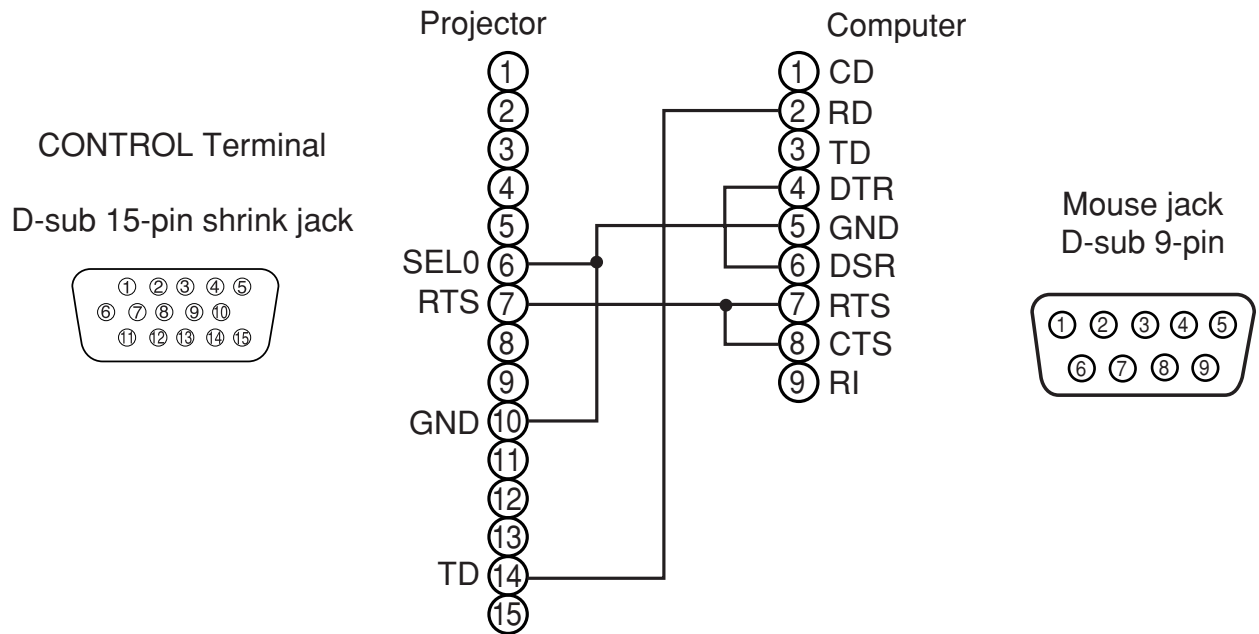 Projector
Computer
CONTROL Terminal
D-sub 15-pin shrink jack
① ② ③ ④ ⑤
⑥ ⑦ ⑧ ⑨ ⑩
⑪ ⑫ ⑬ ⑭ ⑮
①
②
③
④
⑤
SEL0 ⑥
RTS ⑦
⑧
⑨
GND ⑩
⑪
⑫
⑬
TD ⑭
⑮
① CD
② RD
③ TD
④ DTR
⑤ GND
⑥ DSR
⑦ RTS
⑧ CTS
⑨ RI
Mouse jack
D-sub 9-pin
① ② ③ ④ ⑤
⑥ ⑦ ⑧ ⑨